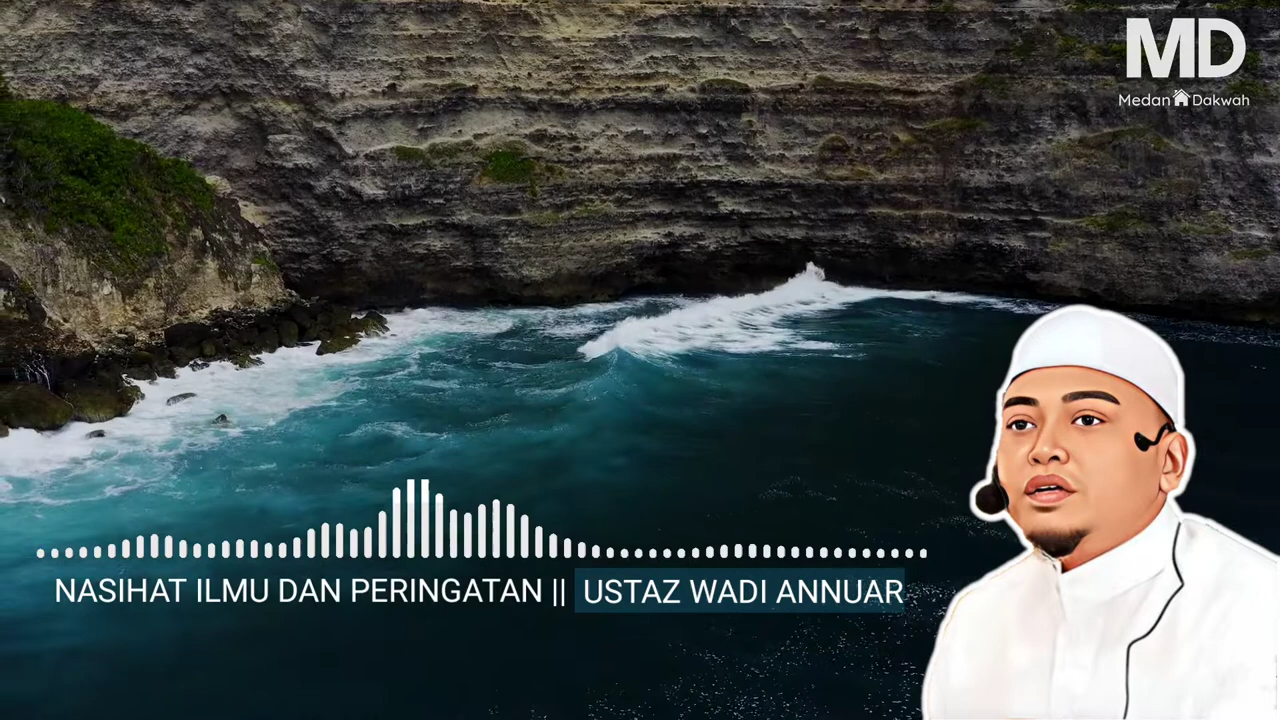 MD
Medan Dakwah
NASIHAT ILMU DAN PERINGATAN || USTAZ WADI ANNUAR